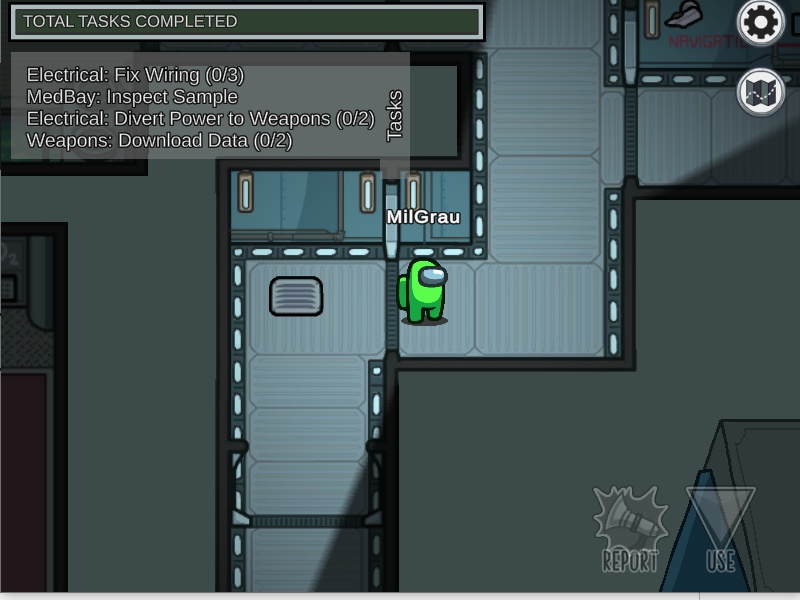 TOTAL TASKS COMPLETED
Electrical: Fix Wiring (0/3)
MedBay: Inspect Sample
Electrical: Divert Power to Weapons (0/2)
Weapons: Download Data (0/2)
Tasks
MilGrau
REPORT
USE